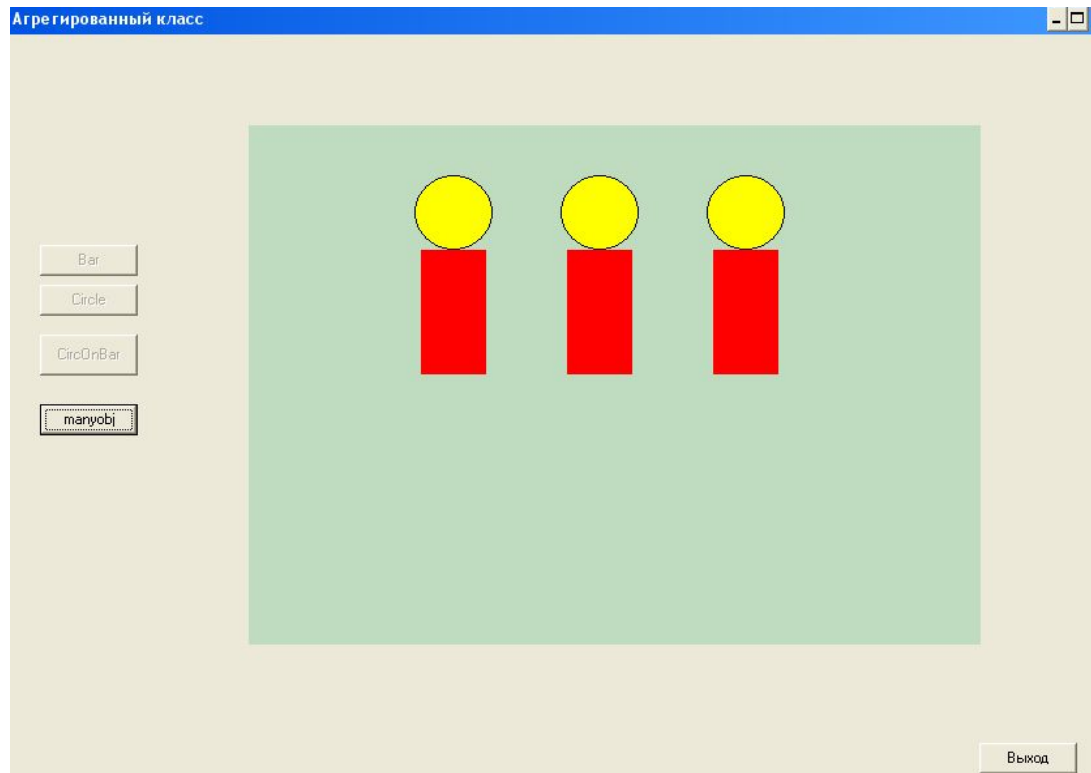 Агрегированный класс
Bar
Circle
CircOnBar
manyobj
Выход